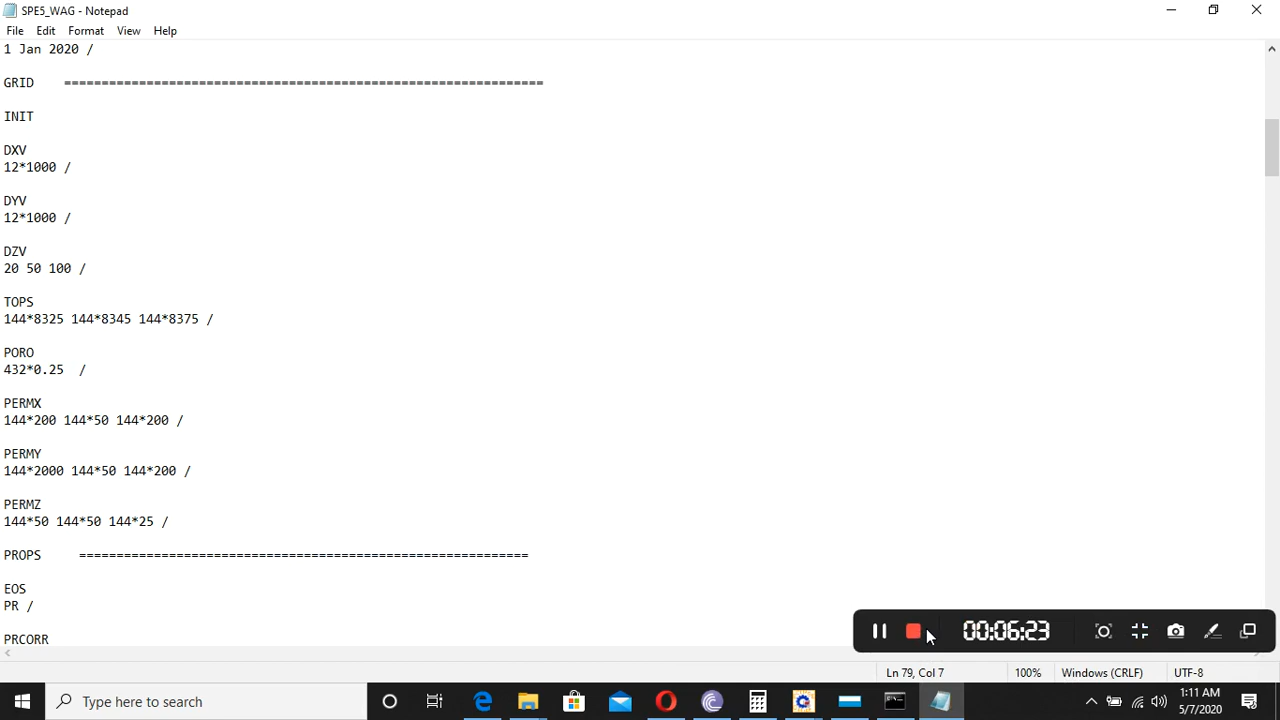 SPE5_WAG - Notepad
File Edit Format View Help
1 Jan 2020 /
GRID ================================================================
INIT
DXV
12*1000 /
DYV
12*1000 /
DZV
20 50 100 /
TOPS
144*8325 144*8345 144*8375 /
PORO
432*0.25  /
PERMX
144*200 144*50 144*200 /
PERMY
144*2000 144*50 144*200 /
PERMZ
144*50 144*50 144*25 /
PROPS ============================================================
EOS
PR /
PRCORR
00:06:23
Ln 79, Col 7 100% Windows (CRLF) UTF-8
Type here to search
1:11 AM
5/7/2020